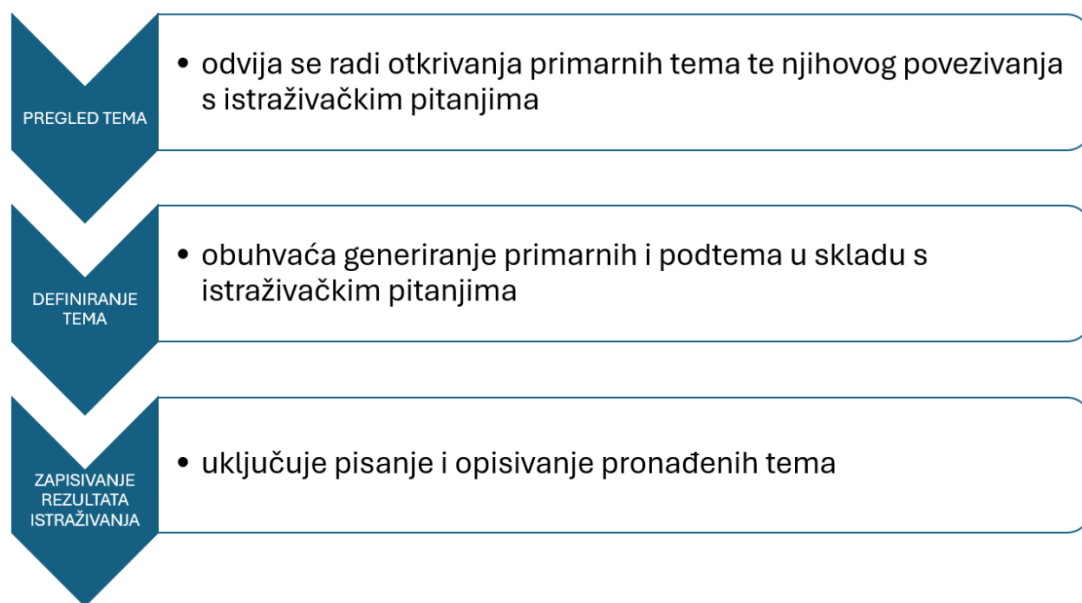 PREGLED TEMA
• odvija se radi otkrivanja primarnih tema te njihovog povezivanja
s istraživačkim pitanjima
DEFINIRANJE
TEMA
• obuhvaća generiranje primarnih i podtema u skladu s
istraživačkim pitanjima
ZAPISIVANJE
REZULTATA
ISTRAŽIVANJA
• uključuje pisanje i opisivanje pronađenih tema